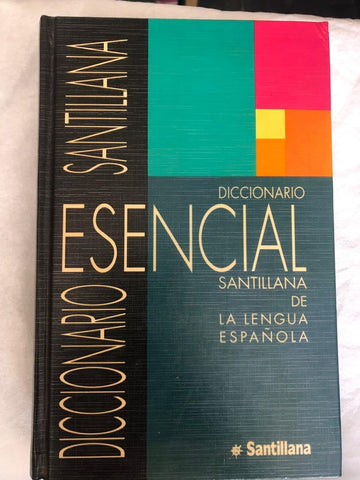 DICCIONARIO
ESENCIAL
SANTILLANA
DE
LA LENGUA
ESPAÑOLA
Santillana
DICCIONARIO SANTILLANA